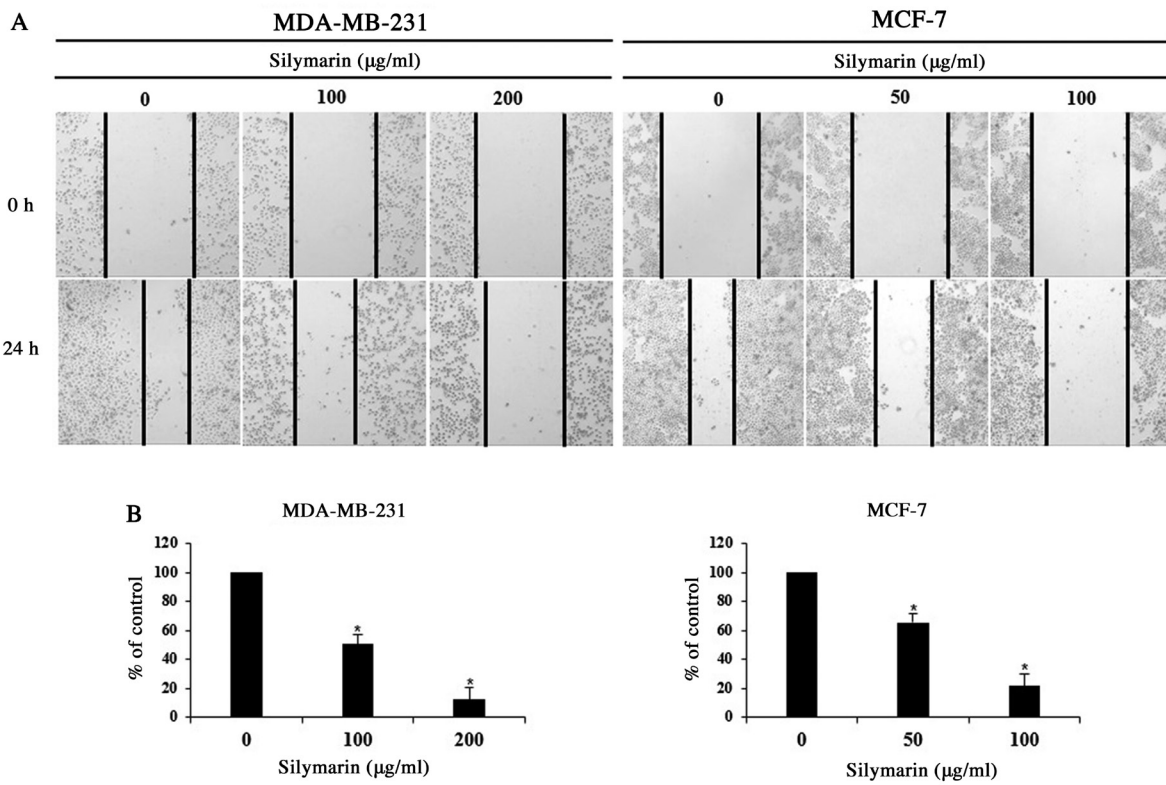 A
MDA-MB-231
MCF-7
Silymarin (µg/ml)
Silymarin (µg/ml)
0 100 200
0 50 100
0 h
24 h
B
MDA-MB-231
% of control
120
100
80
60
40
20
0
*
*
0 100 200
Silymarin (µg/ml)
MCF-7
% of control
120
100
80
60
40
20
0
*
*
0 50 100
Silymarin (µg/ml)